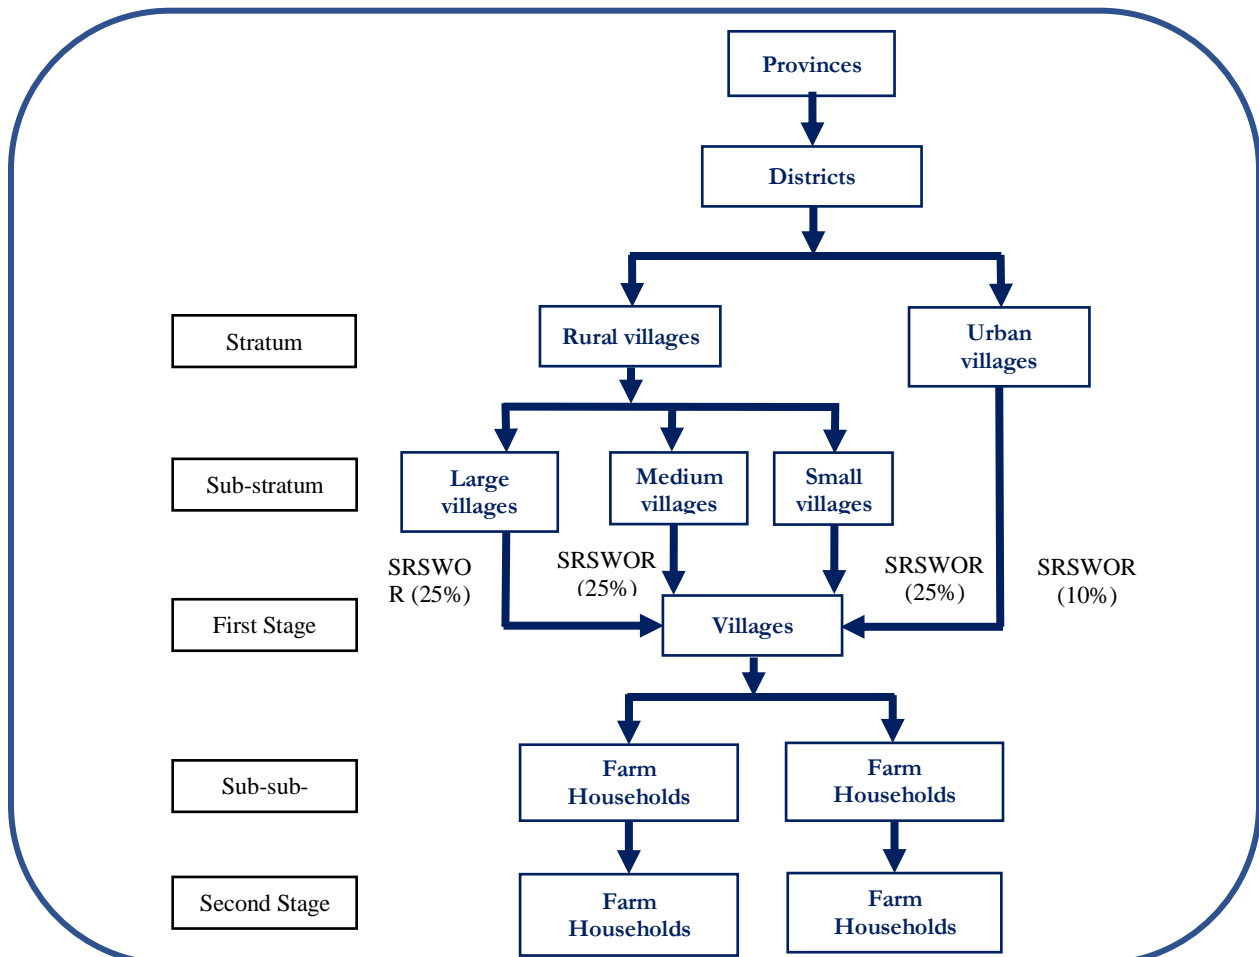 Provinces
Districts
Stratum
Rural villages
Urban
villages
Sub-stratum
Large
villages
Medium
villages
Small
villages
SRSWO
R (25%)
SRSWOR
(25%)
SRSWOR
(25%)
SRSWOR
(10%)
First Stage
Villages
Sub-sub-
Farm
Households
Farm
Households
Second Stage
Farm
Households
Farm
Households